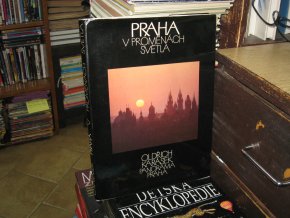 PRAHA
V PROMĚNÁCH
SVĚTLA
OLDŘICH
KARÁSEK
PANORAMA
PRAHA
DĚTSKÁ
ENCYKLOPEDIE